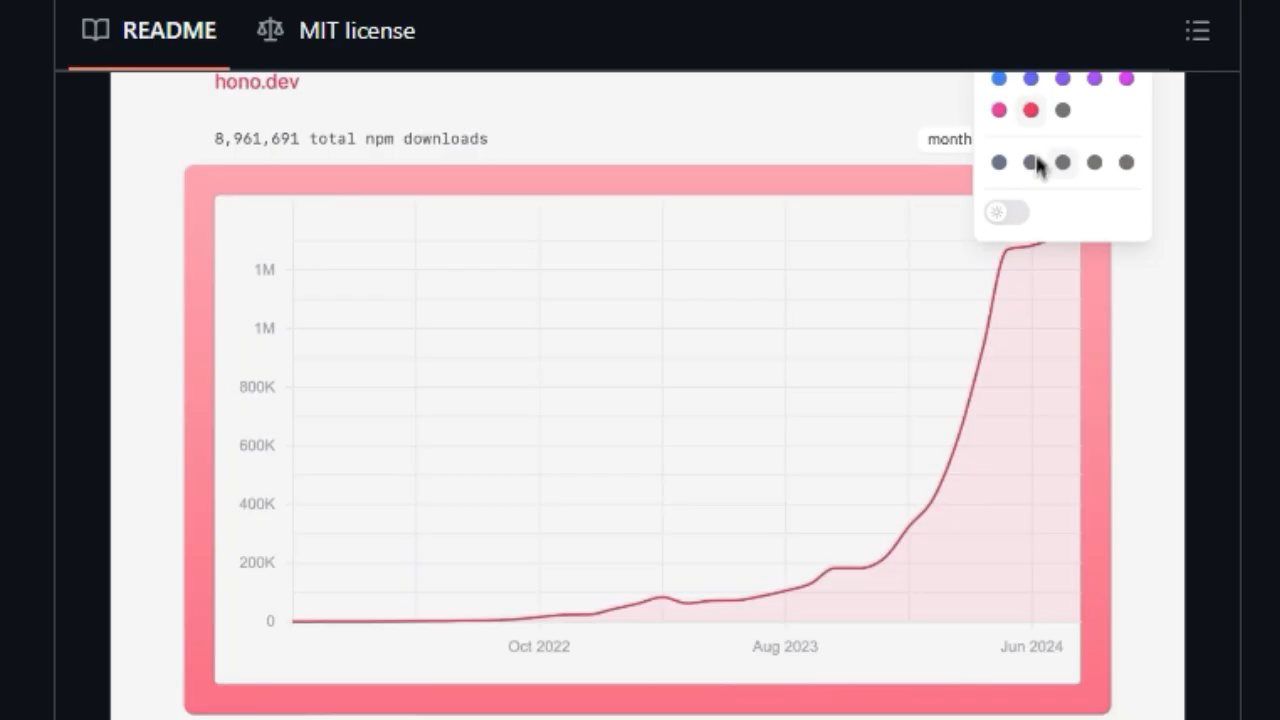 README
MIT license
hono.dev
8,961,691 total npm downloads
month
1M
1M
800K
600K
400K
200K
0
Oct 2022
Aug 2023
Jun 2024